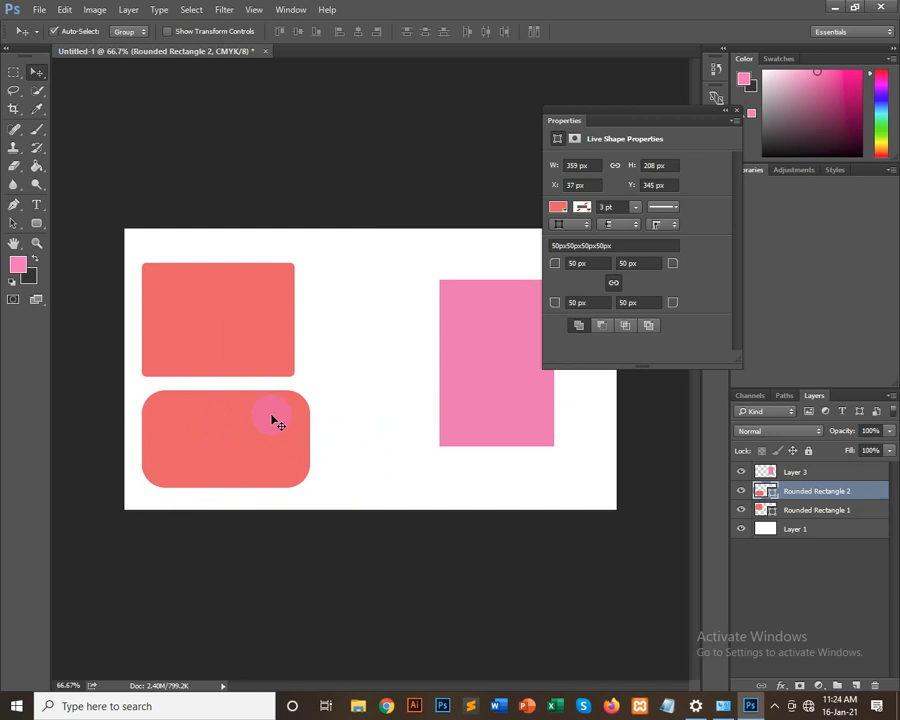 Ps File Edit Image Layer Type Select Filter View Window Help
Auto-Select: Group Show Transform Controls Essentials
Untitled-1 @ 66.7% (Rounded Rectangle 2, CMYK/8) * ×
Color Swatches
Properties
Live Shape Properties
W: 359 px H: 208 px
X: 37 px Y: 345 px
3 pt
50px50px50px50px
50 px 50 px
50 px 50 px
ibraries Adjustments Styles
Channels Paths Layers
Kind
Normal Opacity: 100%
Lock: Fill: 100%
Layer 3
Rounded Rectangle 2
Rounded Rectangle 1
Layer 1
Activate Windows
Go to Settings to activate Windows.
66.67% Doc: 2.40M/799.2K
Type here to search
11:24 AM
16-Jan-21